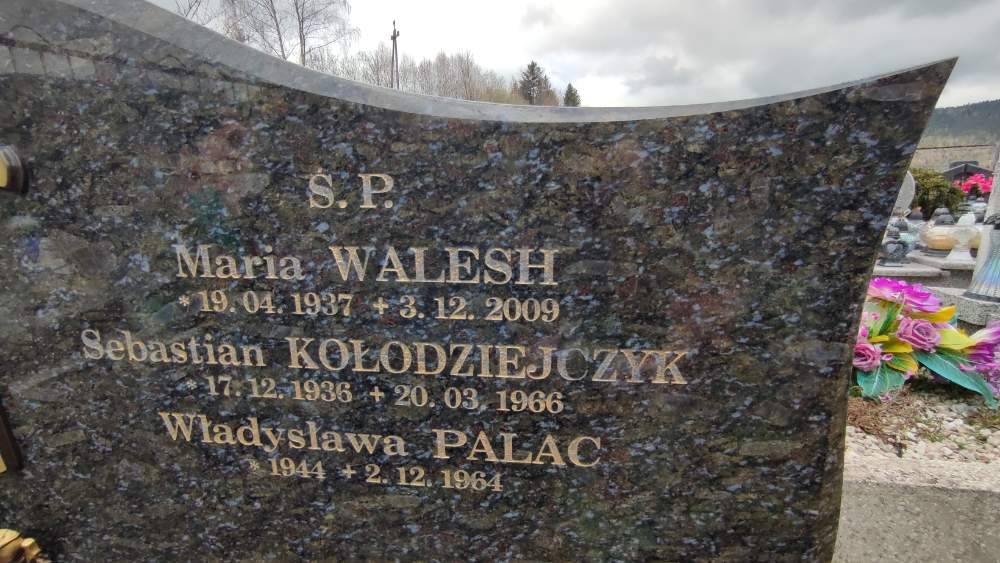 Ś. P.
Maria WALESH
* 19. 04. 1937 + 3. 12. 2009
Sebastian KOŁODZIEJCZYK
* 17. 12. 1936 + 20. 03. 1966
Władysława PALAC
* 1944 + 2. 12. 1964